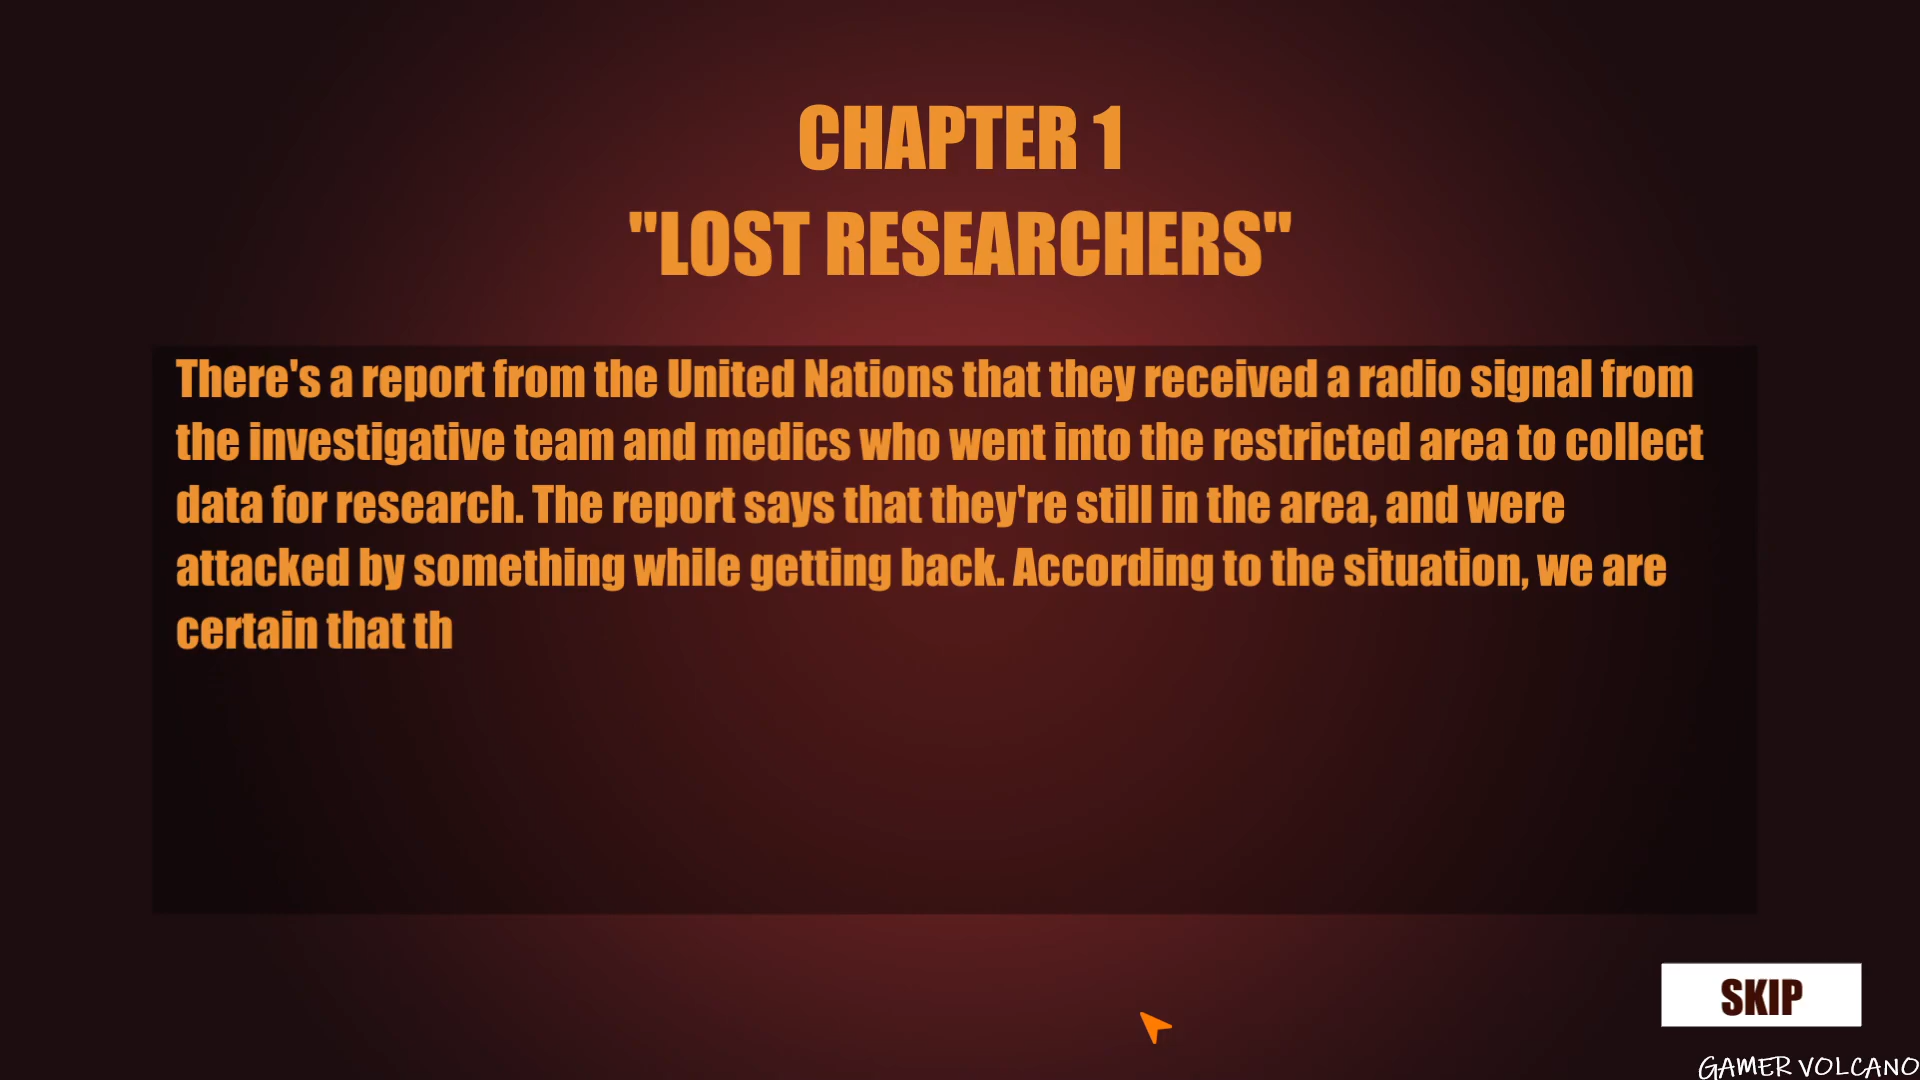 CHAPTER 1
"LOST RESEARCHERS"
There's a report from the United Nations that they received a radio signal from
the investigative team and medics who went into the restricted area to collect
data for research. The report says that they're still in the area, and were
attacked by something while getting back. According to the situation, we are
certain that th
SKIP
GAMER VOLCANO